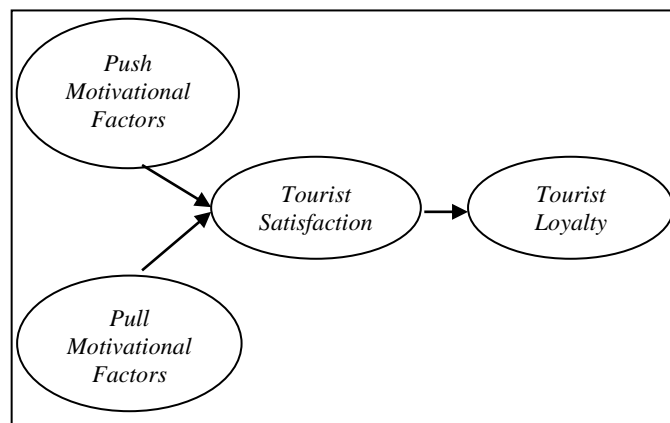 Push
Motivational
Factors
Tourist
Satisfaction
Tourist
Loyalty
Pull
Motivational
Factors